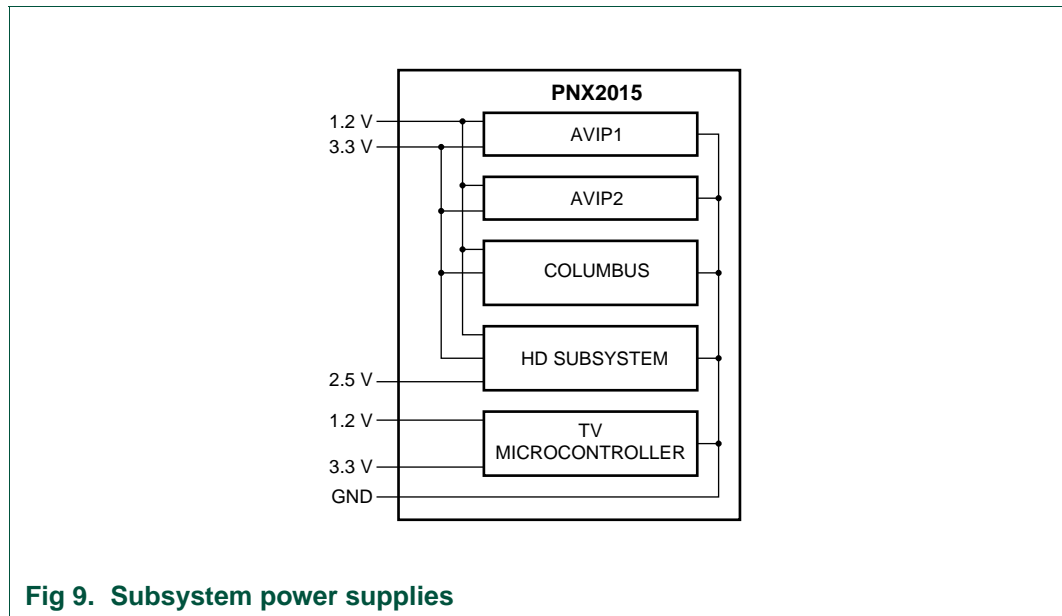 PNX2015
1.2 V
AVIP1
3.3 V
AVIP2
COLUMBUS
HD SUBSYSTEM
2.5 V
1.2 V
TV
MICROCONTROLLER
3.3 V
GND
Fig 9. Subsystem power supplies